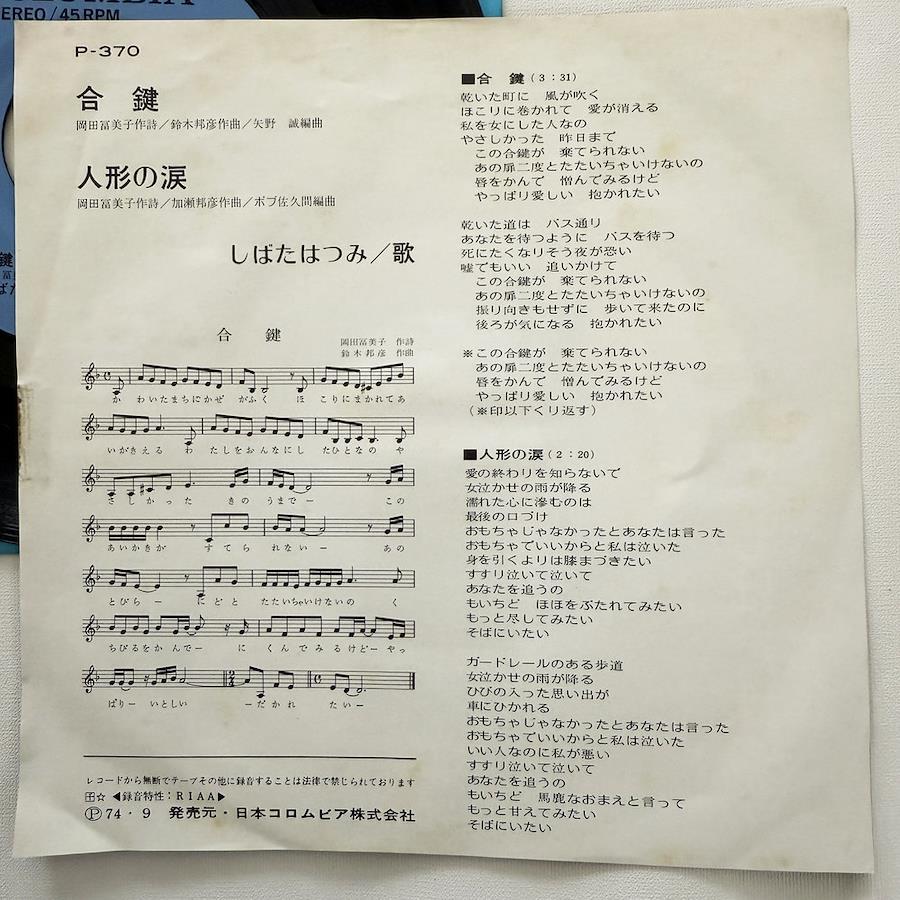 STEREO/45RPM
P-370
合 鍵
岡田冨美子作詩/鈴木邦彦作曲/矢野 誠編曲
人形の涙
岡田冨美子作詩/加瀬邦彦作曲/ボブ佐久間編曲
しばたはつみ/歌
合 鍵
岡田冨美子 作詩
鈴木邦彦 作曲
か わいたまちにかぜ がふく ほ こりにまかれてあ
いがきえる わ たしをおんなにし たひとなの や
さしかった きの うまでー この
あいかぎが すてら れないー あの
とびらー にどと たたいちゃいけないの く
ちびるをかんでー に くんでみるけどー やっ
ぱりー いとしい ーだかれ たいー
レコードから無断でテープその他に録音することは法律で禁じられております
☆ ◀録音特性:RIAA▶
Ⓟ74・9 発売元・日本コロムビア株式会社
■合 鍵(3:31)
乾いた町に 風が吹く
ほこりに巻かれて 愛が消える
私を女にした人なの
やさしかった 昨日まで
この合鍵が 棄てられない
あの扉二度とたたいちゃいけないの
唇をかんで 憎んでみるけど
やっぱり愛しい 抱かれたい
乾いた道は バス通り
あなたを待つように バスを待つ
死にたくなりそう夜が恐い
嘘でもいい 追いかけて
この合鍵が 棄てられない
あの扉二度とたたいちゃいけないの
振り向きもせずに 歩いて来たのに
後ろが気になる 抱かれたい
※この合鍵が 棄てられない
あの扉二度とたたいちゃいけないの
唇をかんで 憎んでみるけど
やっぱり愛しい 抱かれたい
(※印以下くり返す)
■人形の涙(2:20)
愛の終わりを知らないで
女泣かせの雨が降る
濡れた心に滲むのは
最後の口づけ
おもちゃじゃなかったとあなたは言った
おもちゃでいいからと私は泣いた
身を引くよりは膝まづきたい
すすり泣いて泣いて
あなたを追うの
もいちど ほほをぶたれてみたい
もっと尽してみたい
そばにいたい
ガードレールのある歩道
女泣かせの雨が降る
ひびの入った思い出が
車にひかれる
おもちゃじゃなかったとあなたは言った
おもちゃでいいからと私は泣いた
いい人なのに私が悪い
すすり泣いて泣いて
あなたを追うの
もいちど 馬鹿なおまえと言って
もっと甘えてみたい
そばにいたい